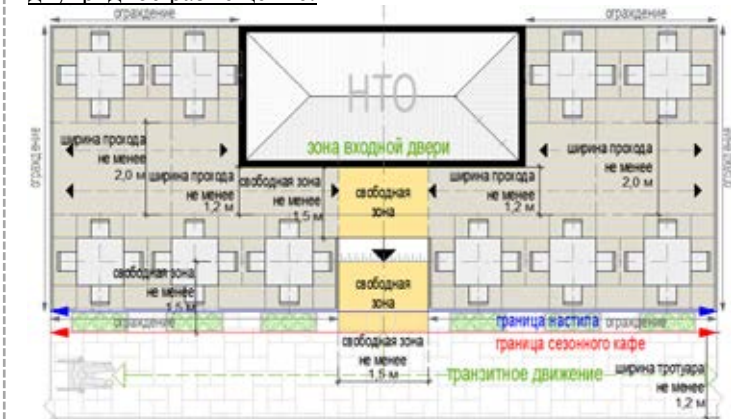 двухрядное размещение:
ограждение
ограждение
ограждение
ограждение
НТО
зона входной двери
ширина прохода
не менее
2,0 м
ширина прохода
не менее
1,2 м
свободная зона
не менее
1,5 м
свободная
зона
ширина прохода
не менее
1,2 м
ширина прохода
не менее
2,0 м
свободная зона
не менее
1,5 м
свободная
зона
ограждение
граница настила
ограждение
граница сезонного кафе
свободная зона
не менее
1,5 м
транзитное движение
ширина тротуара
не менее
1,2 м